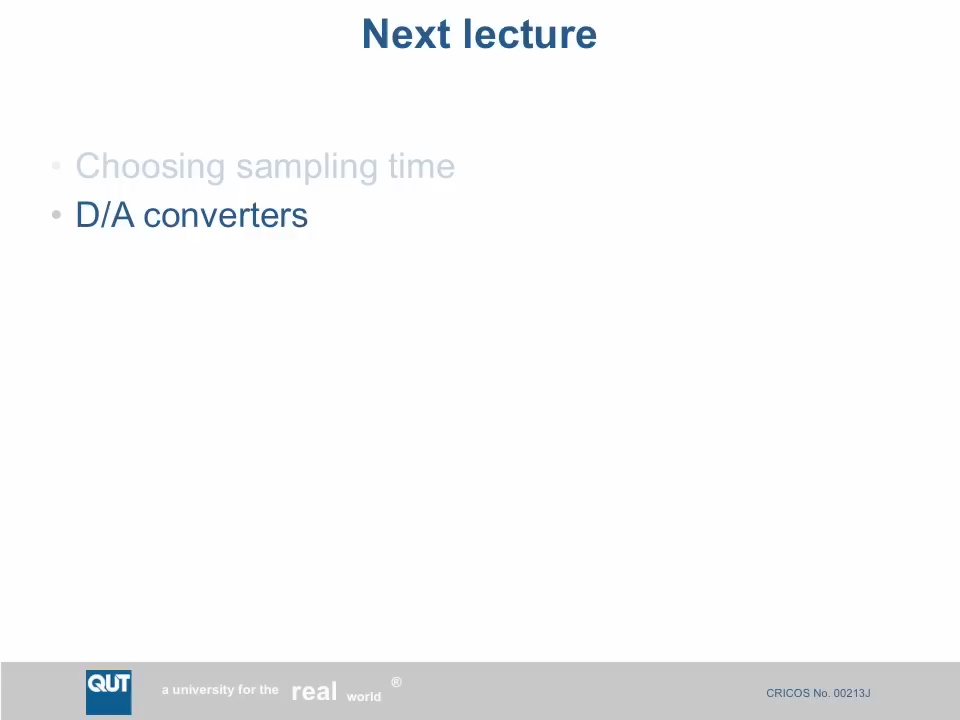 Next lecture
• Choosing sampling time
• D/A converters
QUT a university for the real world ® CRICOS No. 00213J